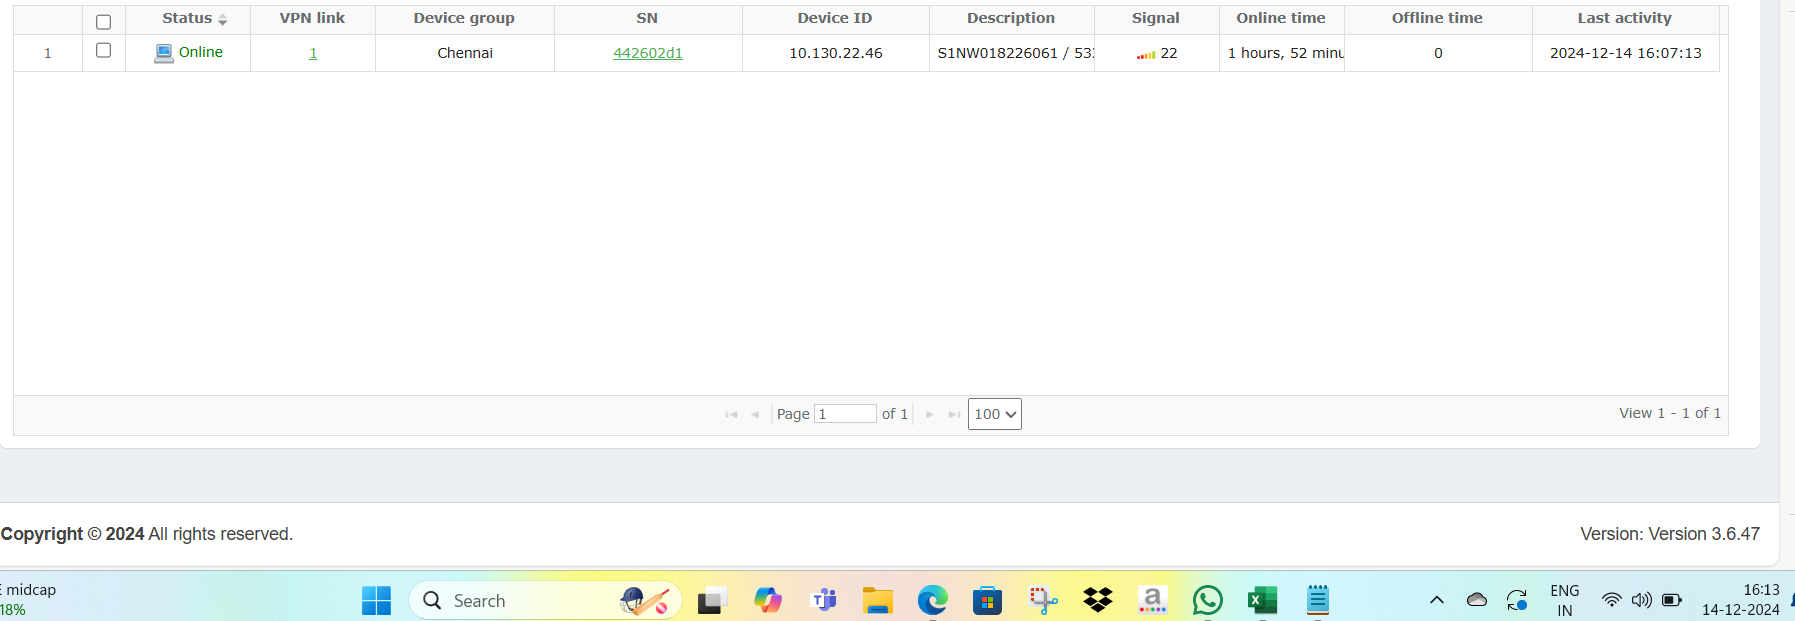 Status VPN link Device group SN Device ID Description Signal Online time Offline time Last activity
1 Online 1 Chennai 442602d1 10.130.22.46 S1NW018226061 / 53 22 1 hours, 52 minu 0 2024-12-14 16:07:13
Page 1 of 1 100 View 1 - 1 of 1
Copyright © 2024 All rights reserved. Version: Version 3.6.47
E midcap
18%
Search
a
ENG
IN
16:13
14-12-2024